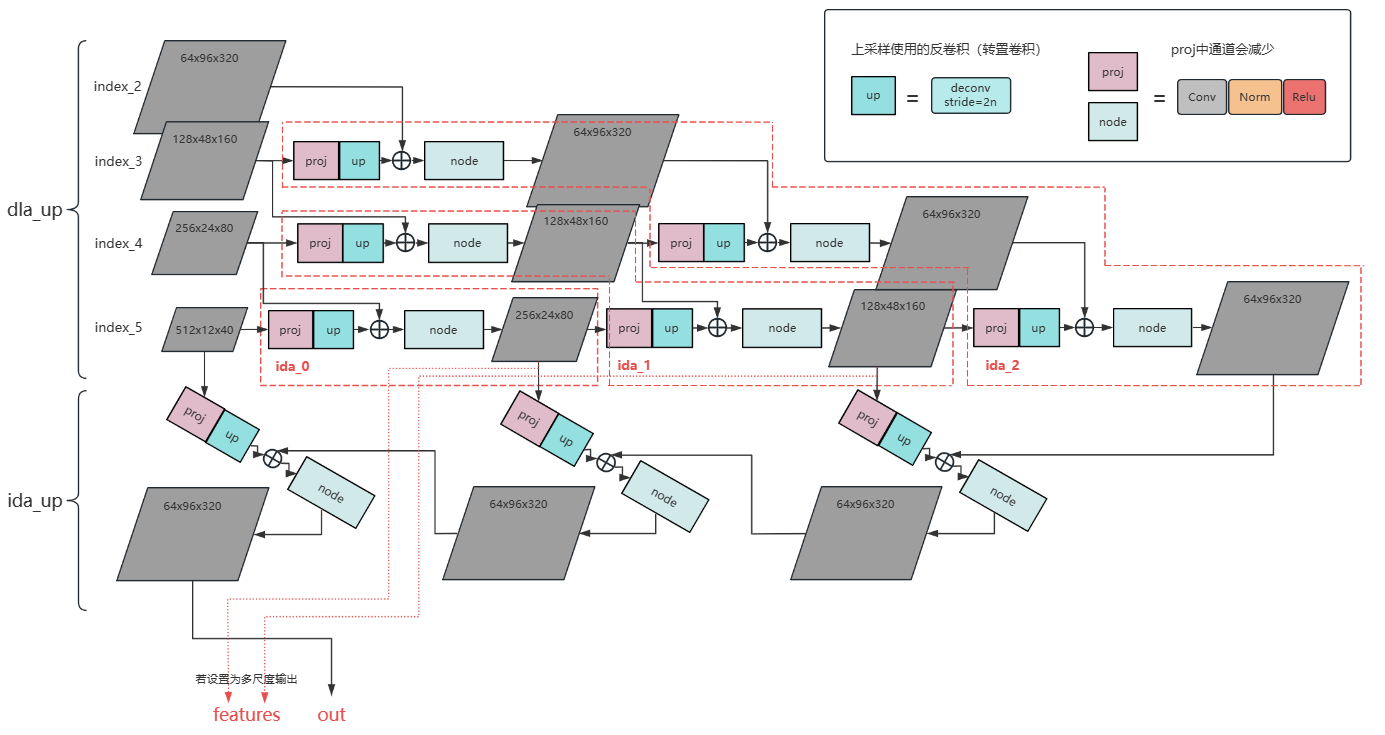 上采样使用的反卷积（转置卷积）
proj中通道会减少
up
=
deconv
stride=2n
proj
node
=
Conv
Norm
Relu
dla_up
index_2
64x96x320
index_3
128x48x160
proj
up
node
64x96x320
index_4
256x24x80
proj
up
node
128x48x160
proj
up
node
64x96x320
index_5
512x12x40
proj
up
node
256x24x80
proj
up
node
128x48x160
proj
up
node
64x96x320
ida_0
ida_1
ida_2
ida_up
proj
up
node
64x96x320
proj
up
node
64x96x320
proj
up
node
64x96x320
若设置为多尺度输出
features
out